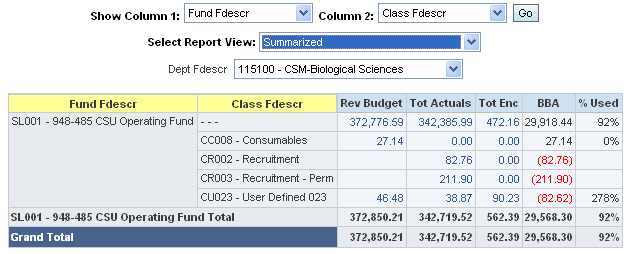 Show Column 1: Fund Fdescr Column 2: Class Fdescr Go
Select Report View: Summarized
Dept Fdescr 115100 - CSM-Biological Sciences
Fund Fdescr Class Fdescr Rev Budget Tot Actuals Tot Enc BBA % Used
SL001 - 948-485 CSU Operating Fund - - - 372,776.59 342,385.99 472.16 29,918.44 92%
CC008 - Consumables 27.14 0.00 0.00 27.14 0%
CR002 - Recruitment 82.76 0.00 (82.76)
CR003 - Recruitment - Perm 211.90 0.00 (211.90)
CU023 - User Defined 023 46.48 38.87 90.23 (82.62) 278%
SL001 - 948-485 CSU Operating Fund Total 372,850.21 342,719.52 562.39 29,568.30 92%
Grand Total 372,850.21 342,719.52 562.39 29,568.30 92%